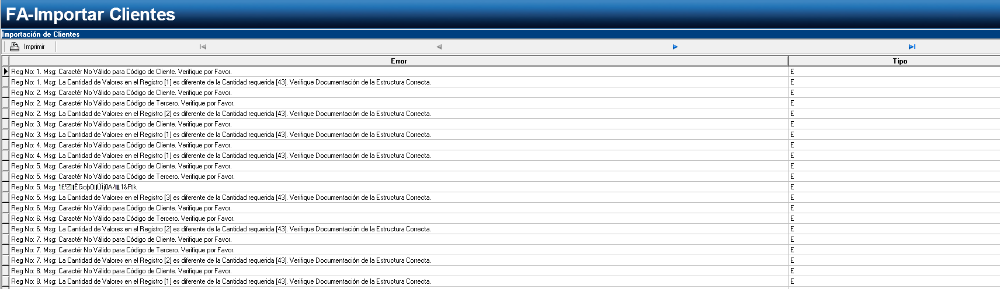 FA-Importar Clientes
Importación de Clientes
Imprimir
Error Tipo
Reg No: 1. Msg: Caractér No Válido para Código de Cliente. Verifique por Favor. E
Reg No: 1. Msg: La Cantidad de Valores en el Registro [1] es diferente de la Cantidad requerida [43]. Verifique Documentación de la Estructura Correcta. E
Reg No: 2. Msg: Caractér No Válido para Código de Cliente. Verifique por Favor. E
Reg No: 2. Msg: Caractér No Válido para Código de Tercero. Verifique por Favor. E
Reg No: 2. Msg: La Cantidad de Valores en el Registro [2] es diferente de la Cantidad requerida [43]. Verifique Documentación de la Estructura Correcta. E
Reg No: 3. Msg: Caractér No Válido para Código de Cliente. Verifique por Favor. E
Reg No: 3. Msg: La Cantidad de Valores en el Registro [1] es diferente de la Cantidad requerida [43]. Verifique Documentación de la Estructura Correcta. E
Reg No: 4. Msg: Caractér No Válido para Código de Cliente. Verifique por Favor. E
Reg No: 4. Msg: La Cantidad de Valores en el Registro [1] es diferente de la Cantidad requerida [43]. Verifique Documentación de la Estructura Correcta. E
Reg No: 5. Msg: Caractér No Válido para Código de Cliente. Verifique por Favor. E
Reg No: 5. Msg: Caractér No Válido para Código de Tercero. Verifique por Favor. E
Reg No: 5. Msg: E
Reg No: 5. Msg: La Cantidad de Valores en el Registro [3] es diferente de la Cantidad requerida [43]. Verifique Documentación de la Estructura Correcta. E
Reg No: 6. Msg: Caractér No Válido para Código de Cliente. Verifique por Favor. E
Reg No: 6. Msg: Caractér No Válido para Código de Tercero. Verifique por Favor. E
Reg No: 6. Msg: La Cantidad de Valores en el Registro [2] es diferente de la Cantidad requerida [43]. Verifique Documentación de la Estructura Correcta. E
Reg No: 7. Msg: Caractér No Válido para Código de Cliente. Verifique por Favor. E
Reg No: 7. Msg: Caractér No Válido para Código de Tercero. Verifique por Favor. E
Reg No: 7. Msg: La Cantidad de Valores en el Registro [2] es diferente de la Cantidad requerida [43]. Verifique Documentación de la Estructura Correcta. E
Reg No: 8. Msg: Caractér No Válido para Código de Cliente. Verifique por Favor. E
Reg No: 8. Msg: La Cantidad de Valores en el Registro [1] es diferente de la Cantidad requerida [43]. Verifique Documentación de la Estructura Correcta. E